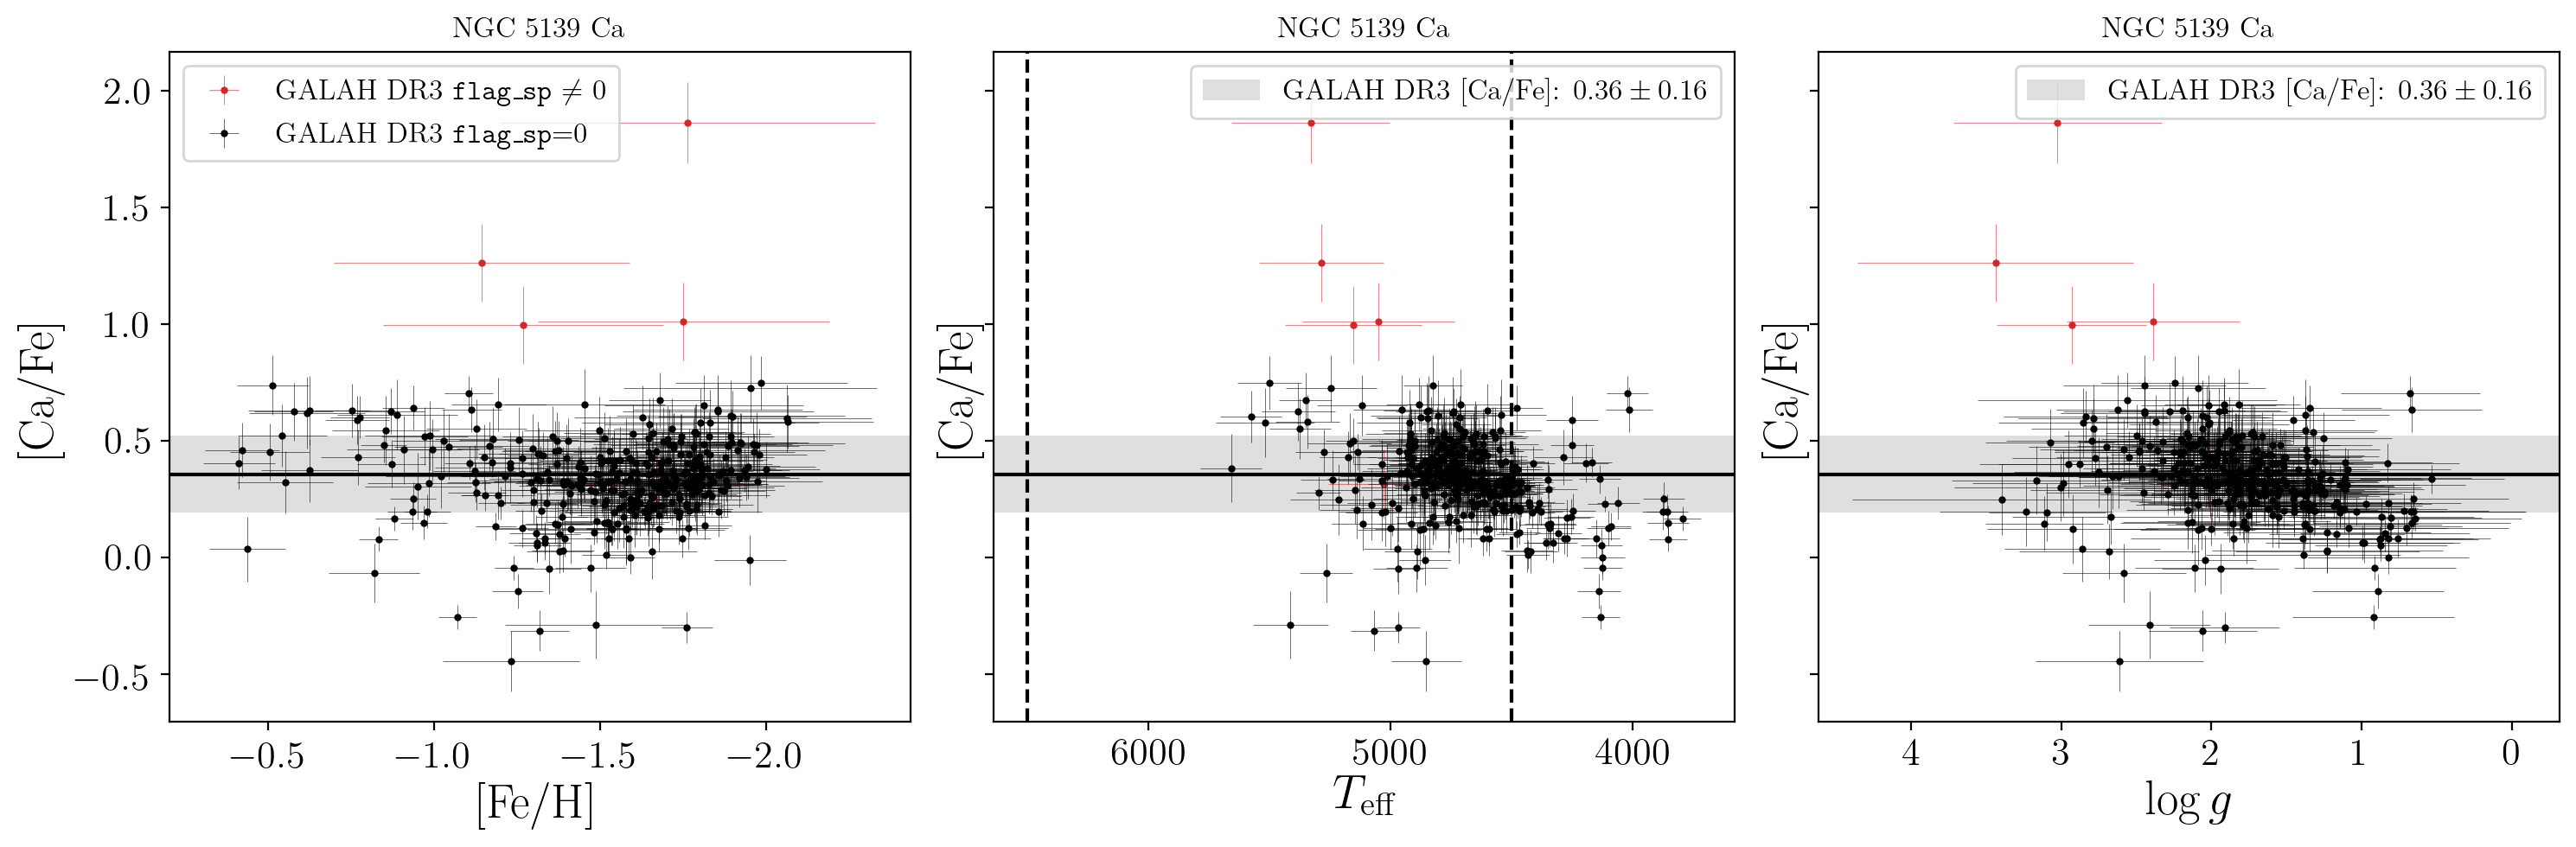 NGC 5139 Ca
GALAH DR3 flag_sp ≠ 0
GALAH DR3 flag_sp=0
2.0
1.5
1.0
0.5
0.0
−0.5
[Ca/Fe]
−0.5 −1.0 −1.5 −2.0
[Fe/H]
NGC 5139 Ca
GALAH DR3 [Ca/Fe]: 0.36 ± 0.16
[Ca/Fe]
6000 5000 4000
Teff
NGC 5139 Ca
GALAH DR3 [Ca/Fe]: 0.36 ± 0.16
[Ca/Fe]
4 3 2 1 0
log g